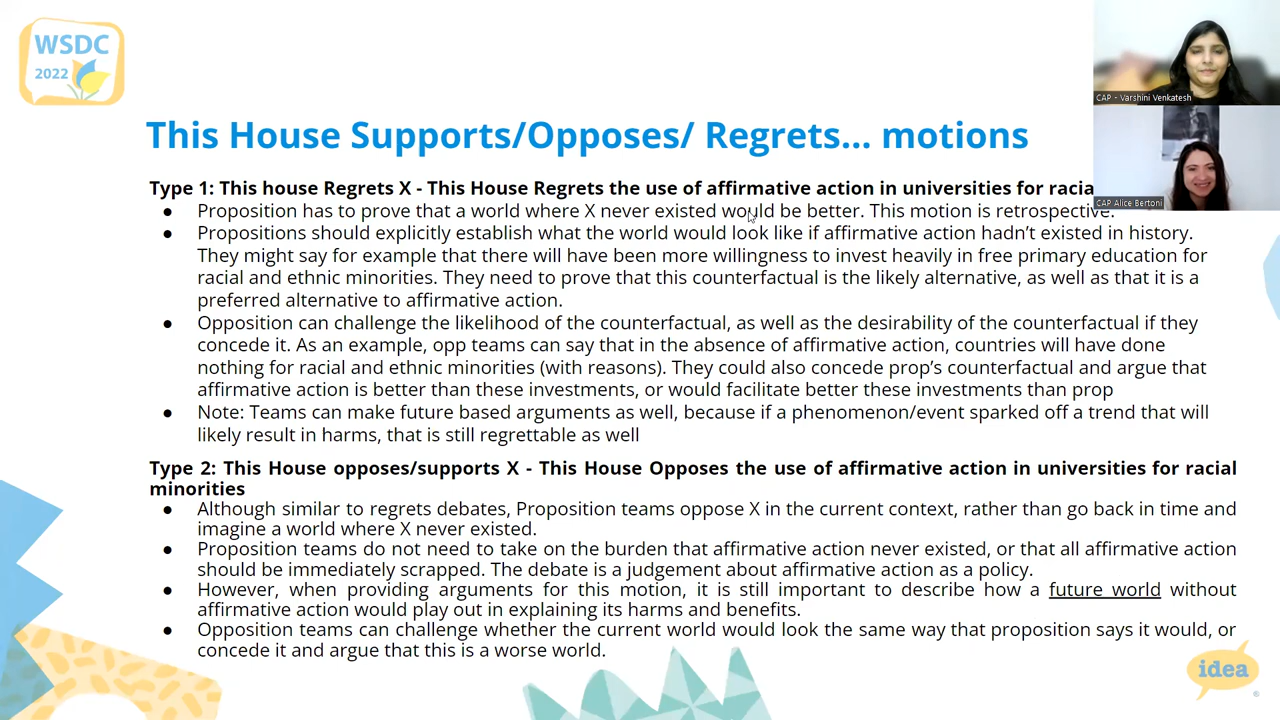 WSDC
2022
CAP - Varshini Venkatesh
CAP Alice Bertoni
This House Supports/Opposes/ Regrets... motions
Type 1: This house Regrets X - This House Regrets the use of affirmative action in universities for racia
● Proposition has to prove that a world where X never existed would be better. This motion is retrospective.
● Propositions should explicitly establish what the world would look like if affirmative action hadn't existed in history.
They might say for example that there will have been more willingness to invest heavily in free primary education for
racial and ethnic minorities. They need to prove that this counterfactual is the likely alternative, as well as that it is a
preferred alternative to affirmative action.
● Opposition can challenge the likelihood of the counterfactual, as well as the desirability of the counterfactual if they
concede it. As an example, opp teams can say that in the absence of affirmative action, countries will have done
nothing for racial and ethnic minorities (with reasons). They could also concede prop's counterfactual and argue that
affirmative action is better than these investments, or would facilitate better these investments than prop
● Note: Teams can make future based arguments as well, because if a phenomenon/event sparked off a trend that will
likely result in harms, that is still regrettable as well
Type 2: This House opposes/supports X - This House Opposes the use of affirmative action in universities for racial
minorities
● Although similar to regrets debates, Proposition teams oppose X in the current context, rather than go back in time and
imagine a world where X never existed.
● Proposition teams do not need to take on the burden that affirmative action never existed, or that all affirmative action
should be immediately scrapped. The debate is a judgement about affirmative action as a policy.
● However, when providing arguments for this motion, it is still important to describe how a future world without
affirmative action would play out in explaining its harms and benefits.
● Opposition teams can challenge whether the current world would look the same way that proposition says it would, or
concede it and argue that this is a worse world.
idea
®